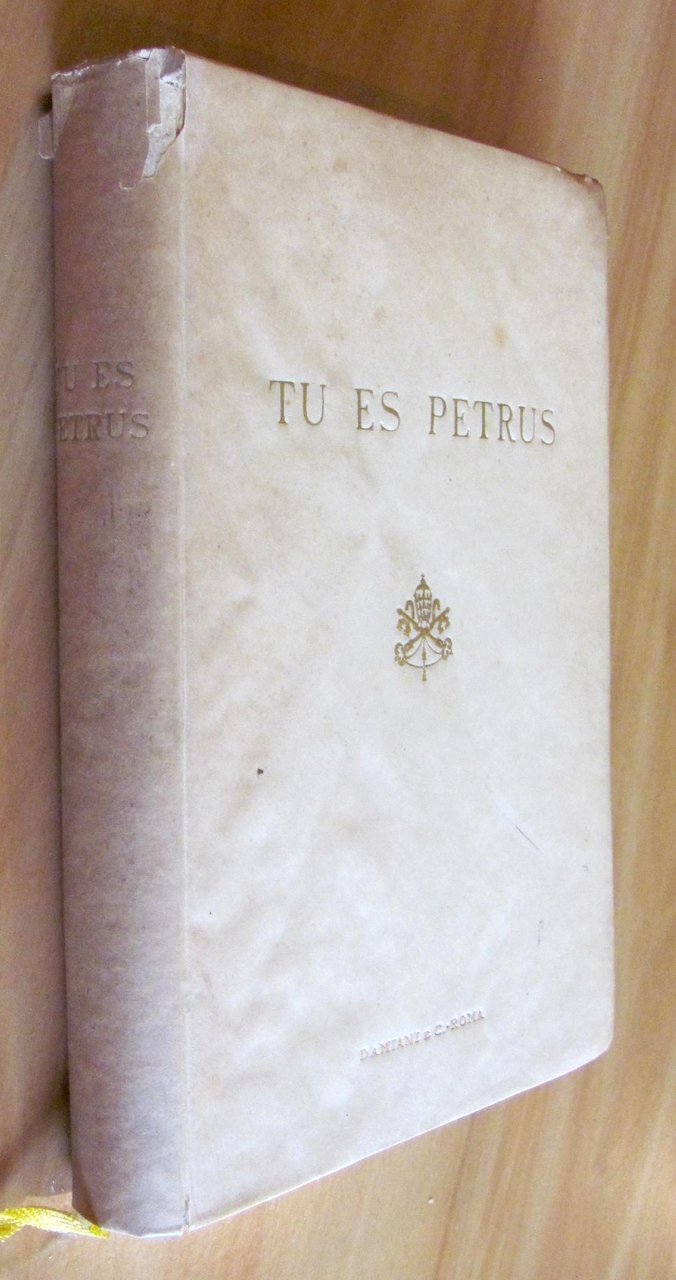 TU ES
PETRUS
TU ES PETRUS
DAMIANI & C.-ROMA